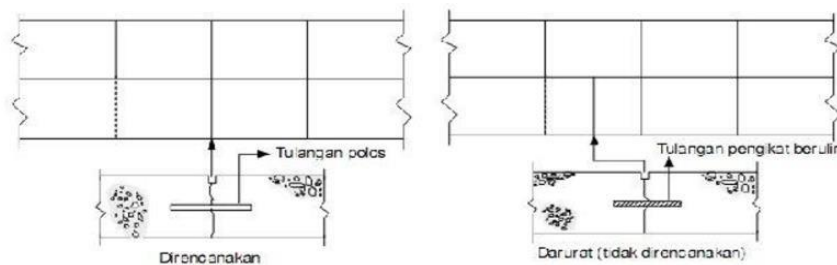 Tulangan polos
Direncanakan
Tulangan pengikat berulir
Darurat (tidak direncanakan)